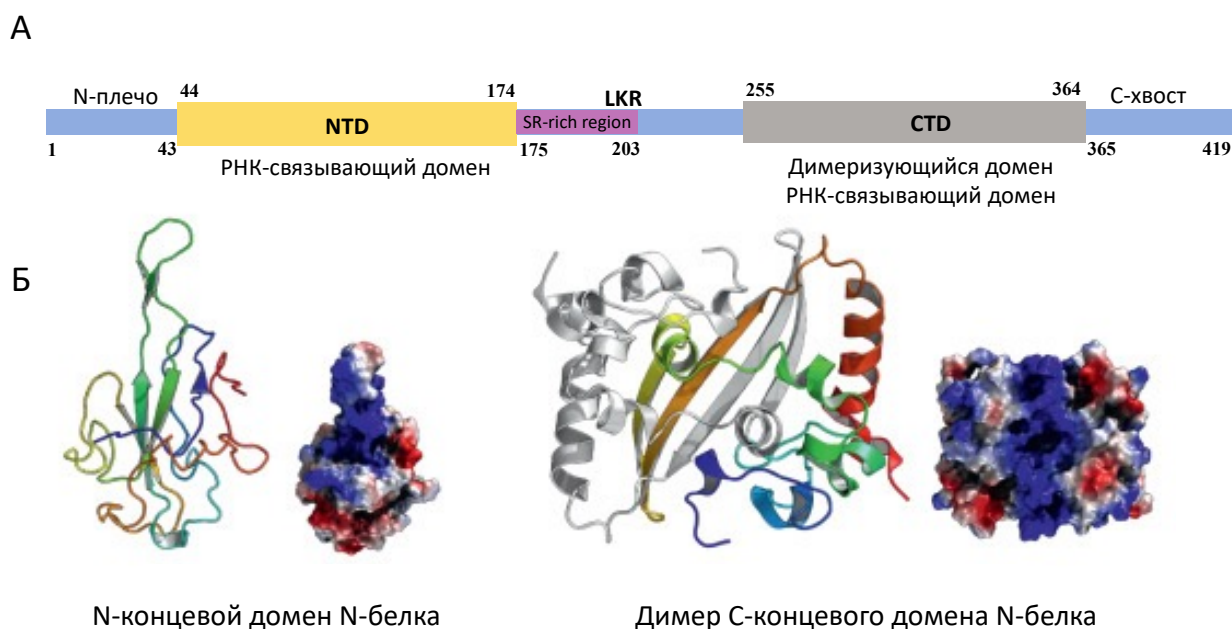 А
N-плечо 44 174 LKR 255 364 С-хвост
NTD SR-rich region CTD
1 43 175 203 365 419
РНК-связывающий домен Димеризующийся домен
РНК-связывающий домен
Б
N-концевой домен N-белка Димер С-концевого домена N-белка